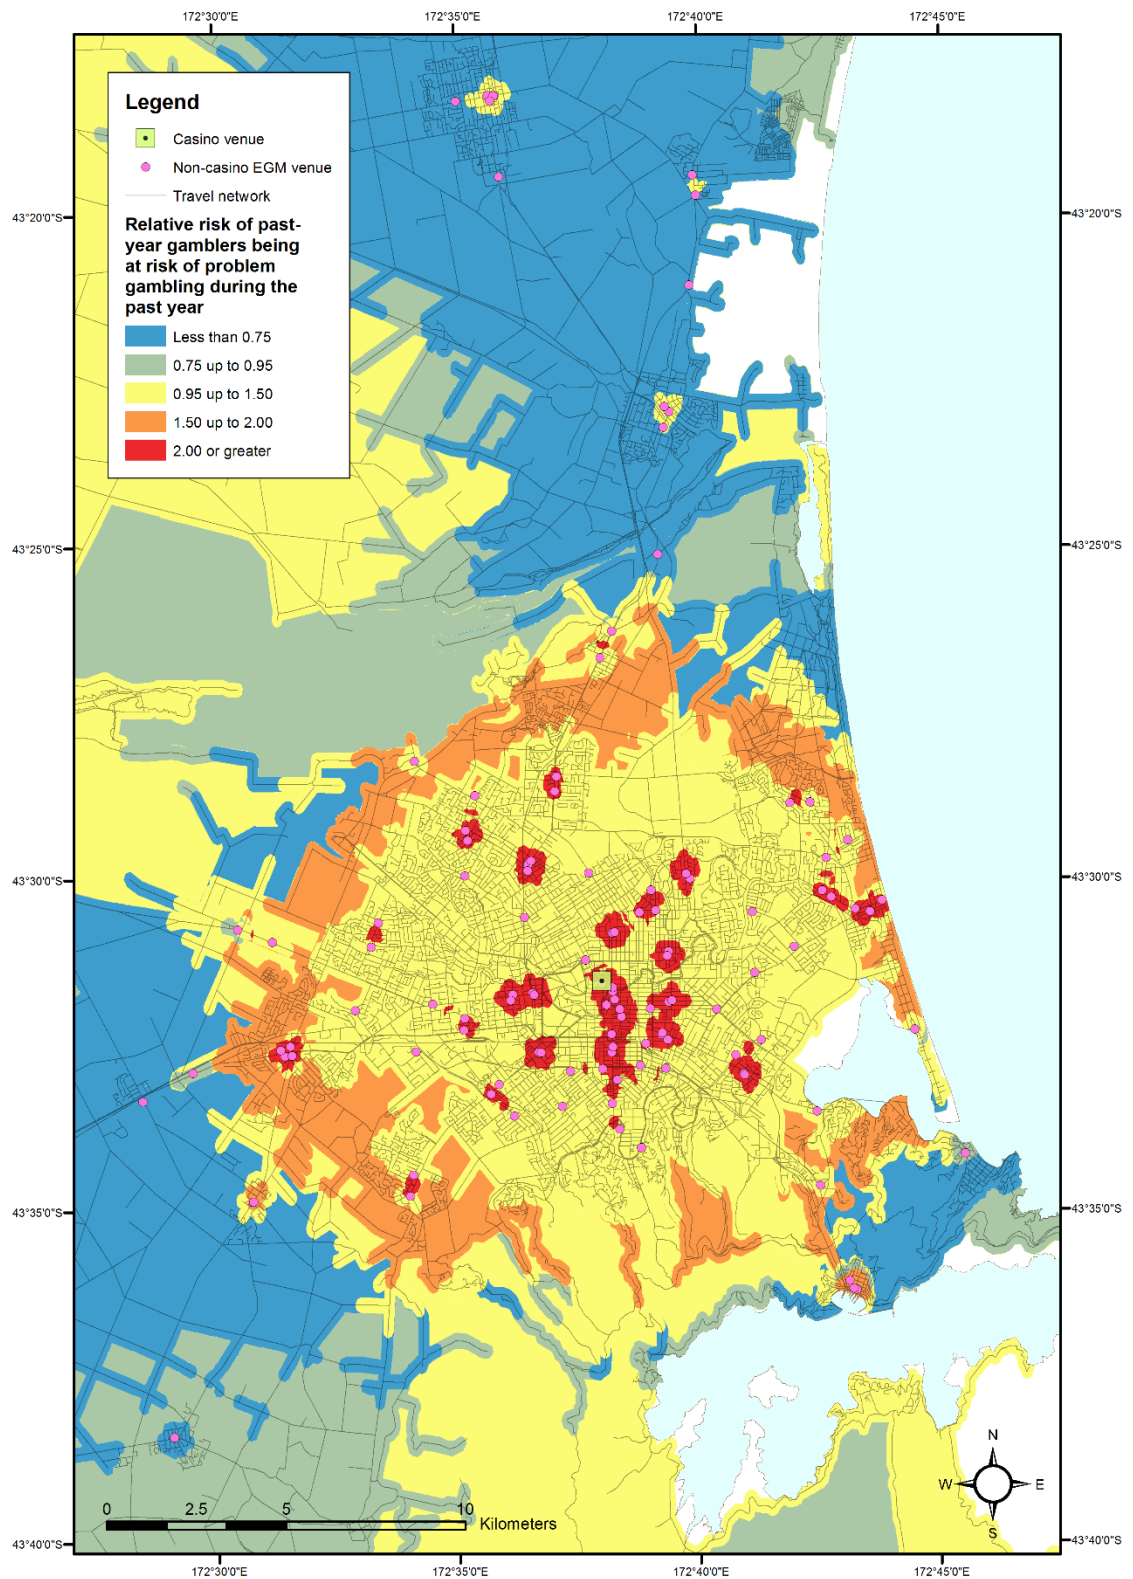 172°30'0"E 172°35'0"E 172°40'0"E 172°45'0"E
Legend
Casino venue
Non-casino EGM venue
Travel network
Relative risk of past-
year gamblers being
at risk of problem
gambling during the
past year
Less than 0.75
0.75 up to 0.95
0.95 up to 1.50
1.50 up to 2.00
2.00 or greater
43°20'0"S 43°20'0"S
43°25'0"S 43°25'0"S
43°30'0"S 43°30'0"S
43°35'0"S 43°35'0"S
N
W E
S
0 2.5 5 10
Kilometers
43°40'0"S 43°40'0"S
172°30'0"E 172°35'0"E 172°40'0"E 172°45'0"E